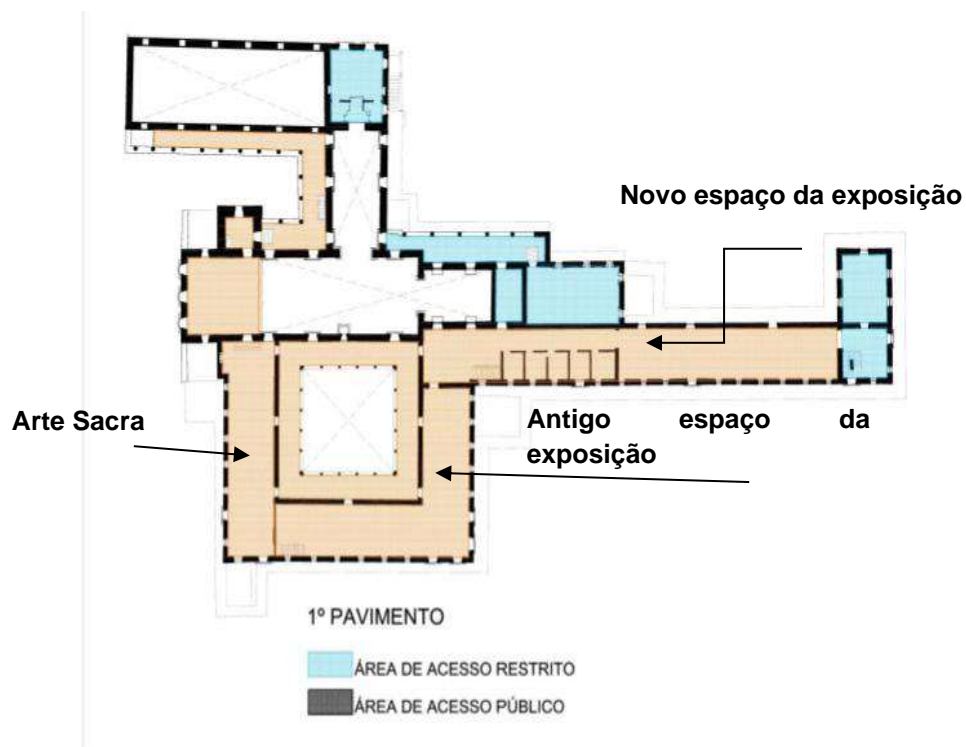 Novo espaço da exposição
Arte Sacra
Antigo espaço da
exposição
1º PAVIMENTO
ÁREA DE ACESSO RESTRITO
ÁREA DE ACESSO PÚBLICO